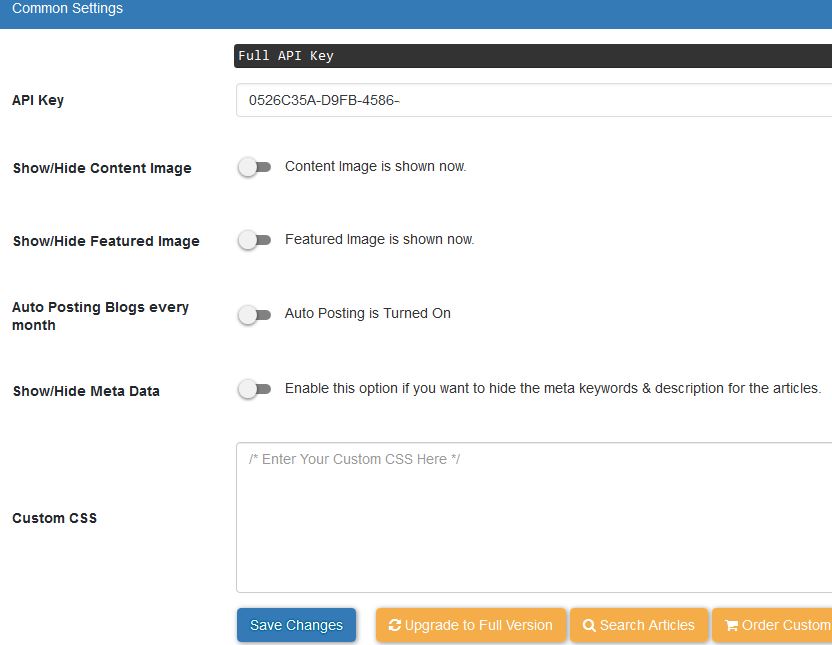 Common Settings
Full API Key
API Key
0526C35A-D9FB-4586-
Show/Hide Content Image
Content Image is shown now.
Show/Hide Featured Image
Featured Image is shown now.
Auto Posting Blogs every
month
Auto Posting is Turned On
Show/Hide Meta Data
Enable this option if you want to hide the meta keywords & description for the articles.
Custom CSS
/* Enter Your Custom CSS Here */
Save Changes
Upgrade to Full Version
Search Articles
Order Custom